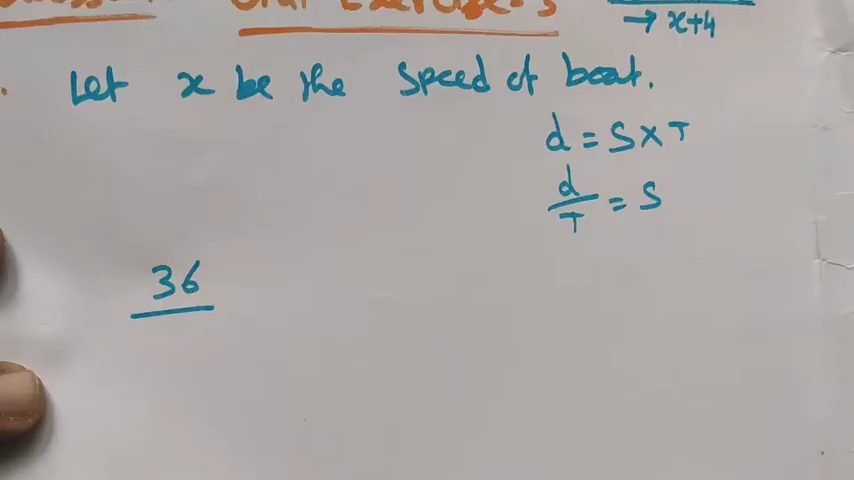 → x+4
Let x be the speed of boat.
d = S x T
d/T = S
36